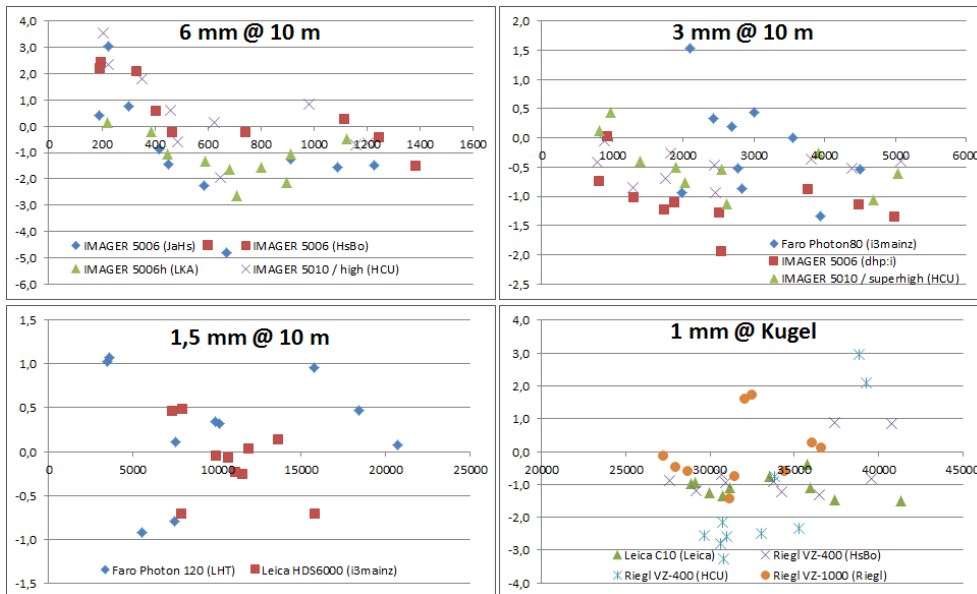 6 mm @ 10 m
4,0
3,0
2,0
1,0
0,0
-1,0
-2,0
-3,0
-4,0
-5,0
-6,0
0 200 400 600 800 1000 1200 1400 1600
IMAGER 5006 (JaHs) IMAGER 5006 (HsBo)
IMAGER 5006h (LKA) IMAGER 5010 / high (HCU)
3 mm @ 10 m
2,0
1,5
1,0
0,5
0,0
-0,5
-1,0
-1,5
-2,0
-2,5
0 1000 2000 3000 4000 5000 6000
Faro Photon80 (i3mainz)
IMAGER 5006 (dhp:i)
IMAGER 5010 / superhigh (HCU)
1,5 mm @ 10 m
1,5
1,0
0,5
0,0
-0,5
-1,0
-1,5
0 5000 10000 15000 20000 25000
Faro Photon 120 (LHT) Leica HDS6000 (i3mainz)
1 mm @ Kugel
4,0
3,0
2,0
1,0
0,0
-1,0
-2,0
-3,0
-4,0
20000 25000 30000 35000 40000 45000
Leica C10 (Leica) Riegl VZ-400 (HsBo)
Riegl VZ-400 (HCU) Riegl VZ-1000 (Riegl)